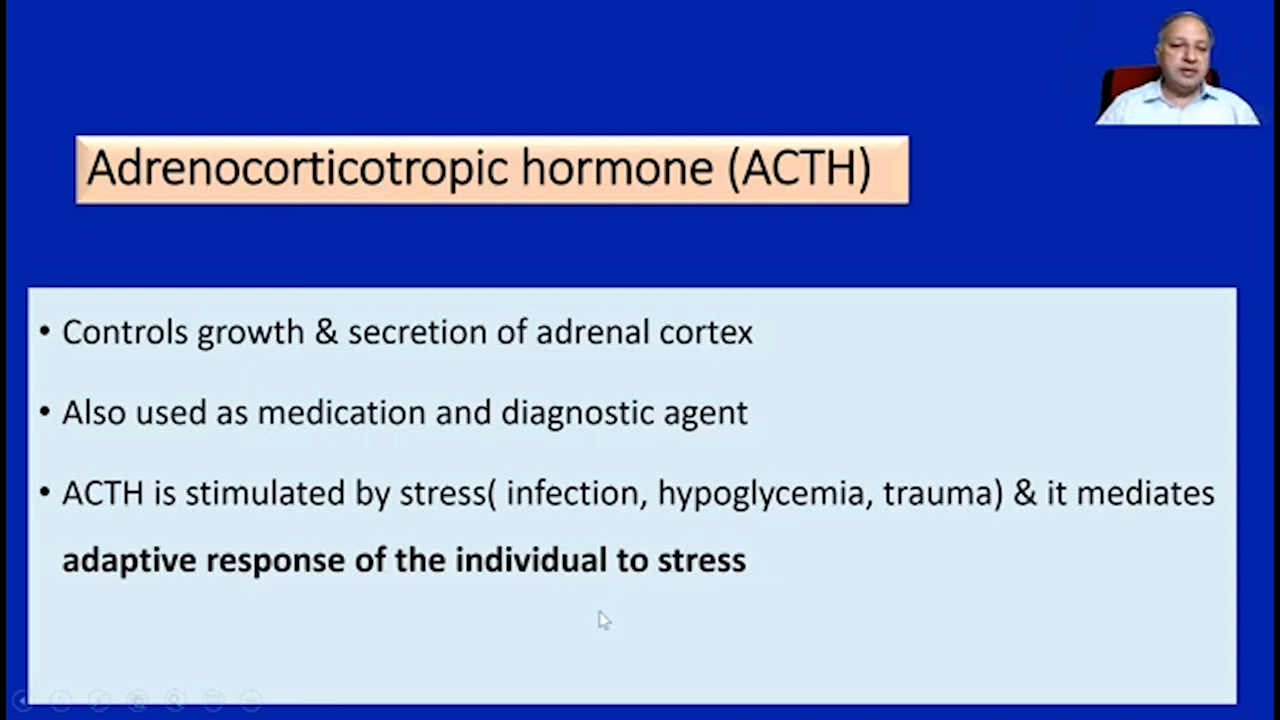 Adrenocorticotropic hormone (ACTH)
• Controls growth & secretion of adrenal cortex
• Also used as medication and diagnostic agent
• ACTH is stimulated by stress( infection, hypoglycemia, trauma) & it mediates
adaptive response of the individual to stress